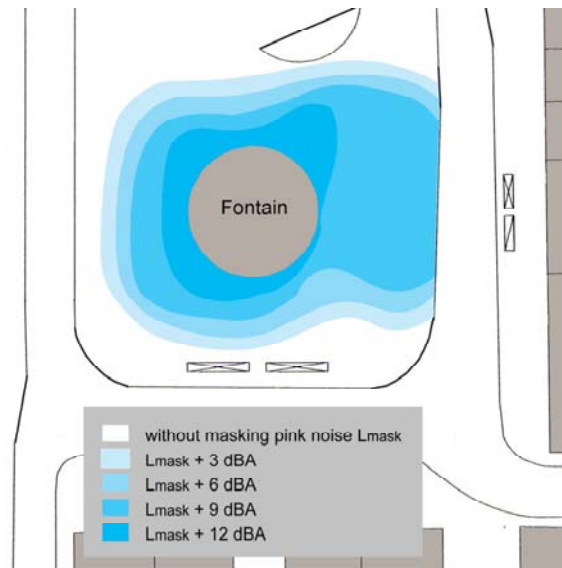 Fontain
without masking pink noise Lmask
Lmask + 3 dBA
Lmask + 6 dBA
Lmask + 9 dBA
Lmask + 12 dBA